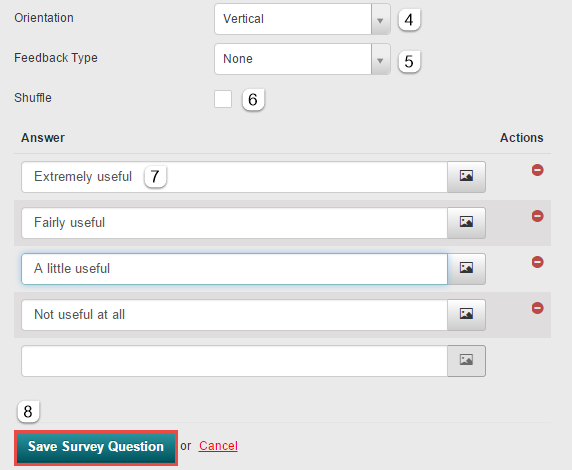 Orientation Vertical 4
Feedback Type None 5
Shuffle 6
Answer Actions
Extremely useful 7
Fairly useful
A little useful
Not useful at all
8
Save Survey Question or Cancel